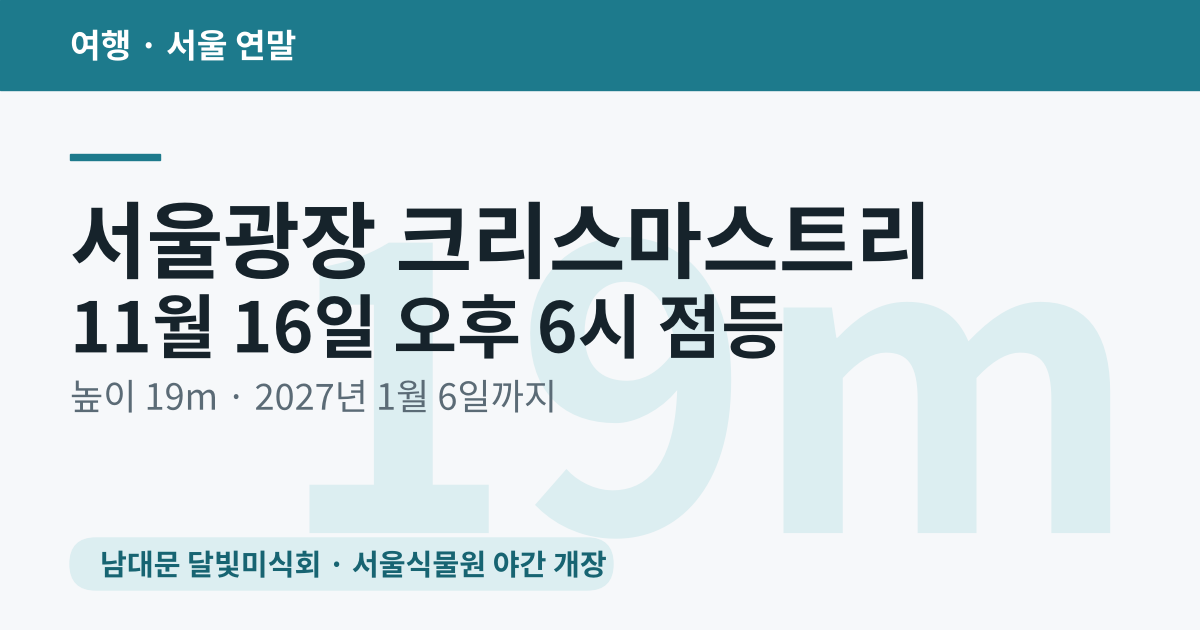 여행 · 서울 연말
서울광장 크리스마스트리
11월 16일 오후 6시 점등
높이 19m · 2027년 1월 6일까지
19m
남대문 달빛미식회 · 서울식물원 야간 개장